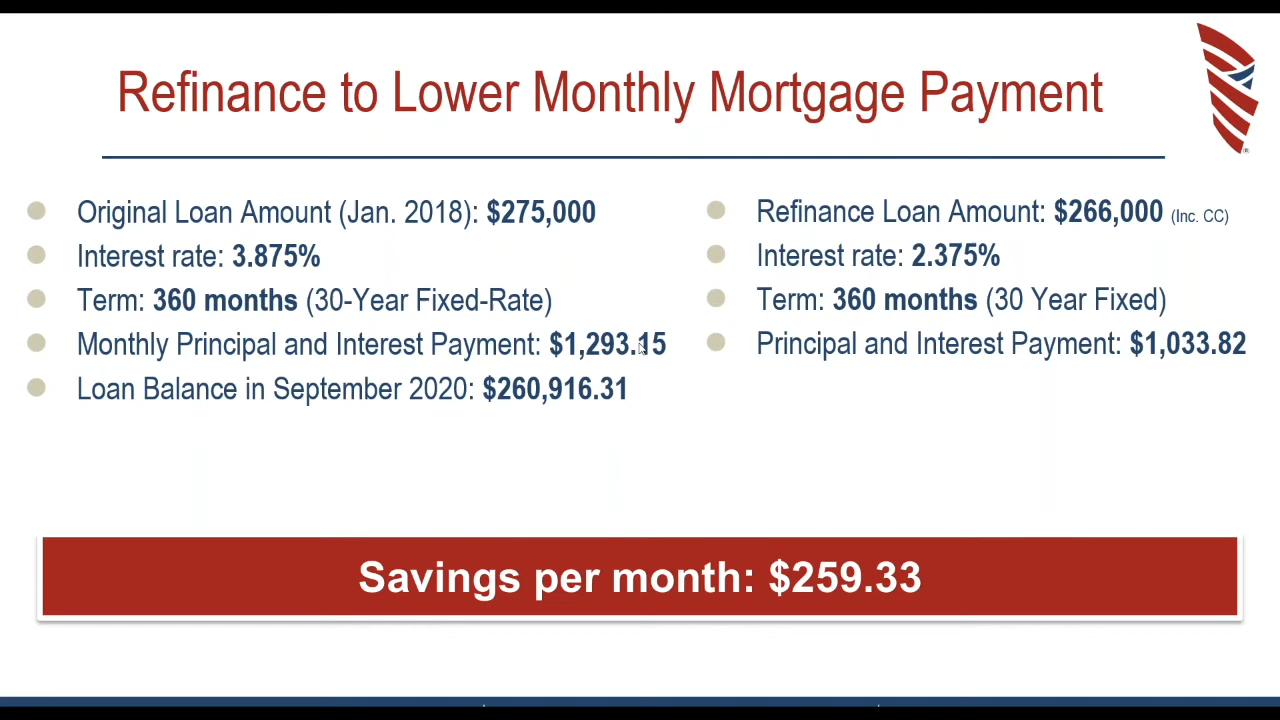 Refinance to Lower Monthly Mortgage Payment
Original Loan Amount (Jan. 2018): $275,000
Interest rate: 3.875%
Term: 360 months (30-Year Fixed-Rate)
Monthly Principal and Interest Payment: $1,293.15
Loan Balance in September 2020: $260,916.31
Refinance Loan Amount: $266,000 (Inc. CC)
Interest rate: 2.375%
Term: 360 months (30 Year Fixed)
Principal and Interest Payment: $1,033.82
Savings per month: $259.33